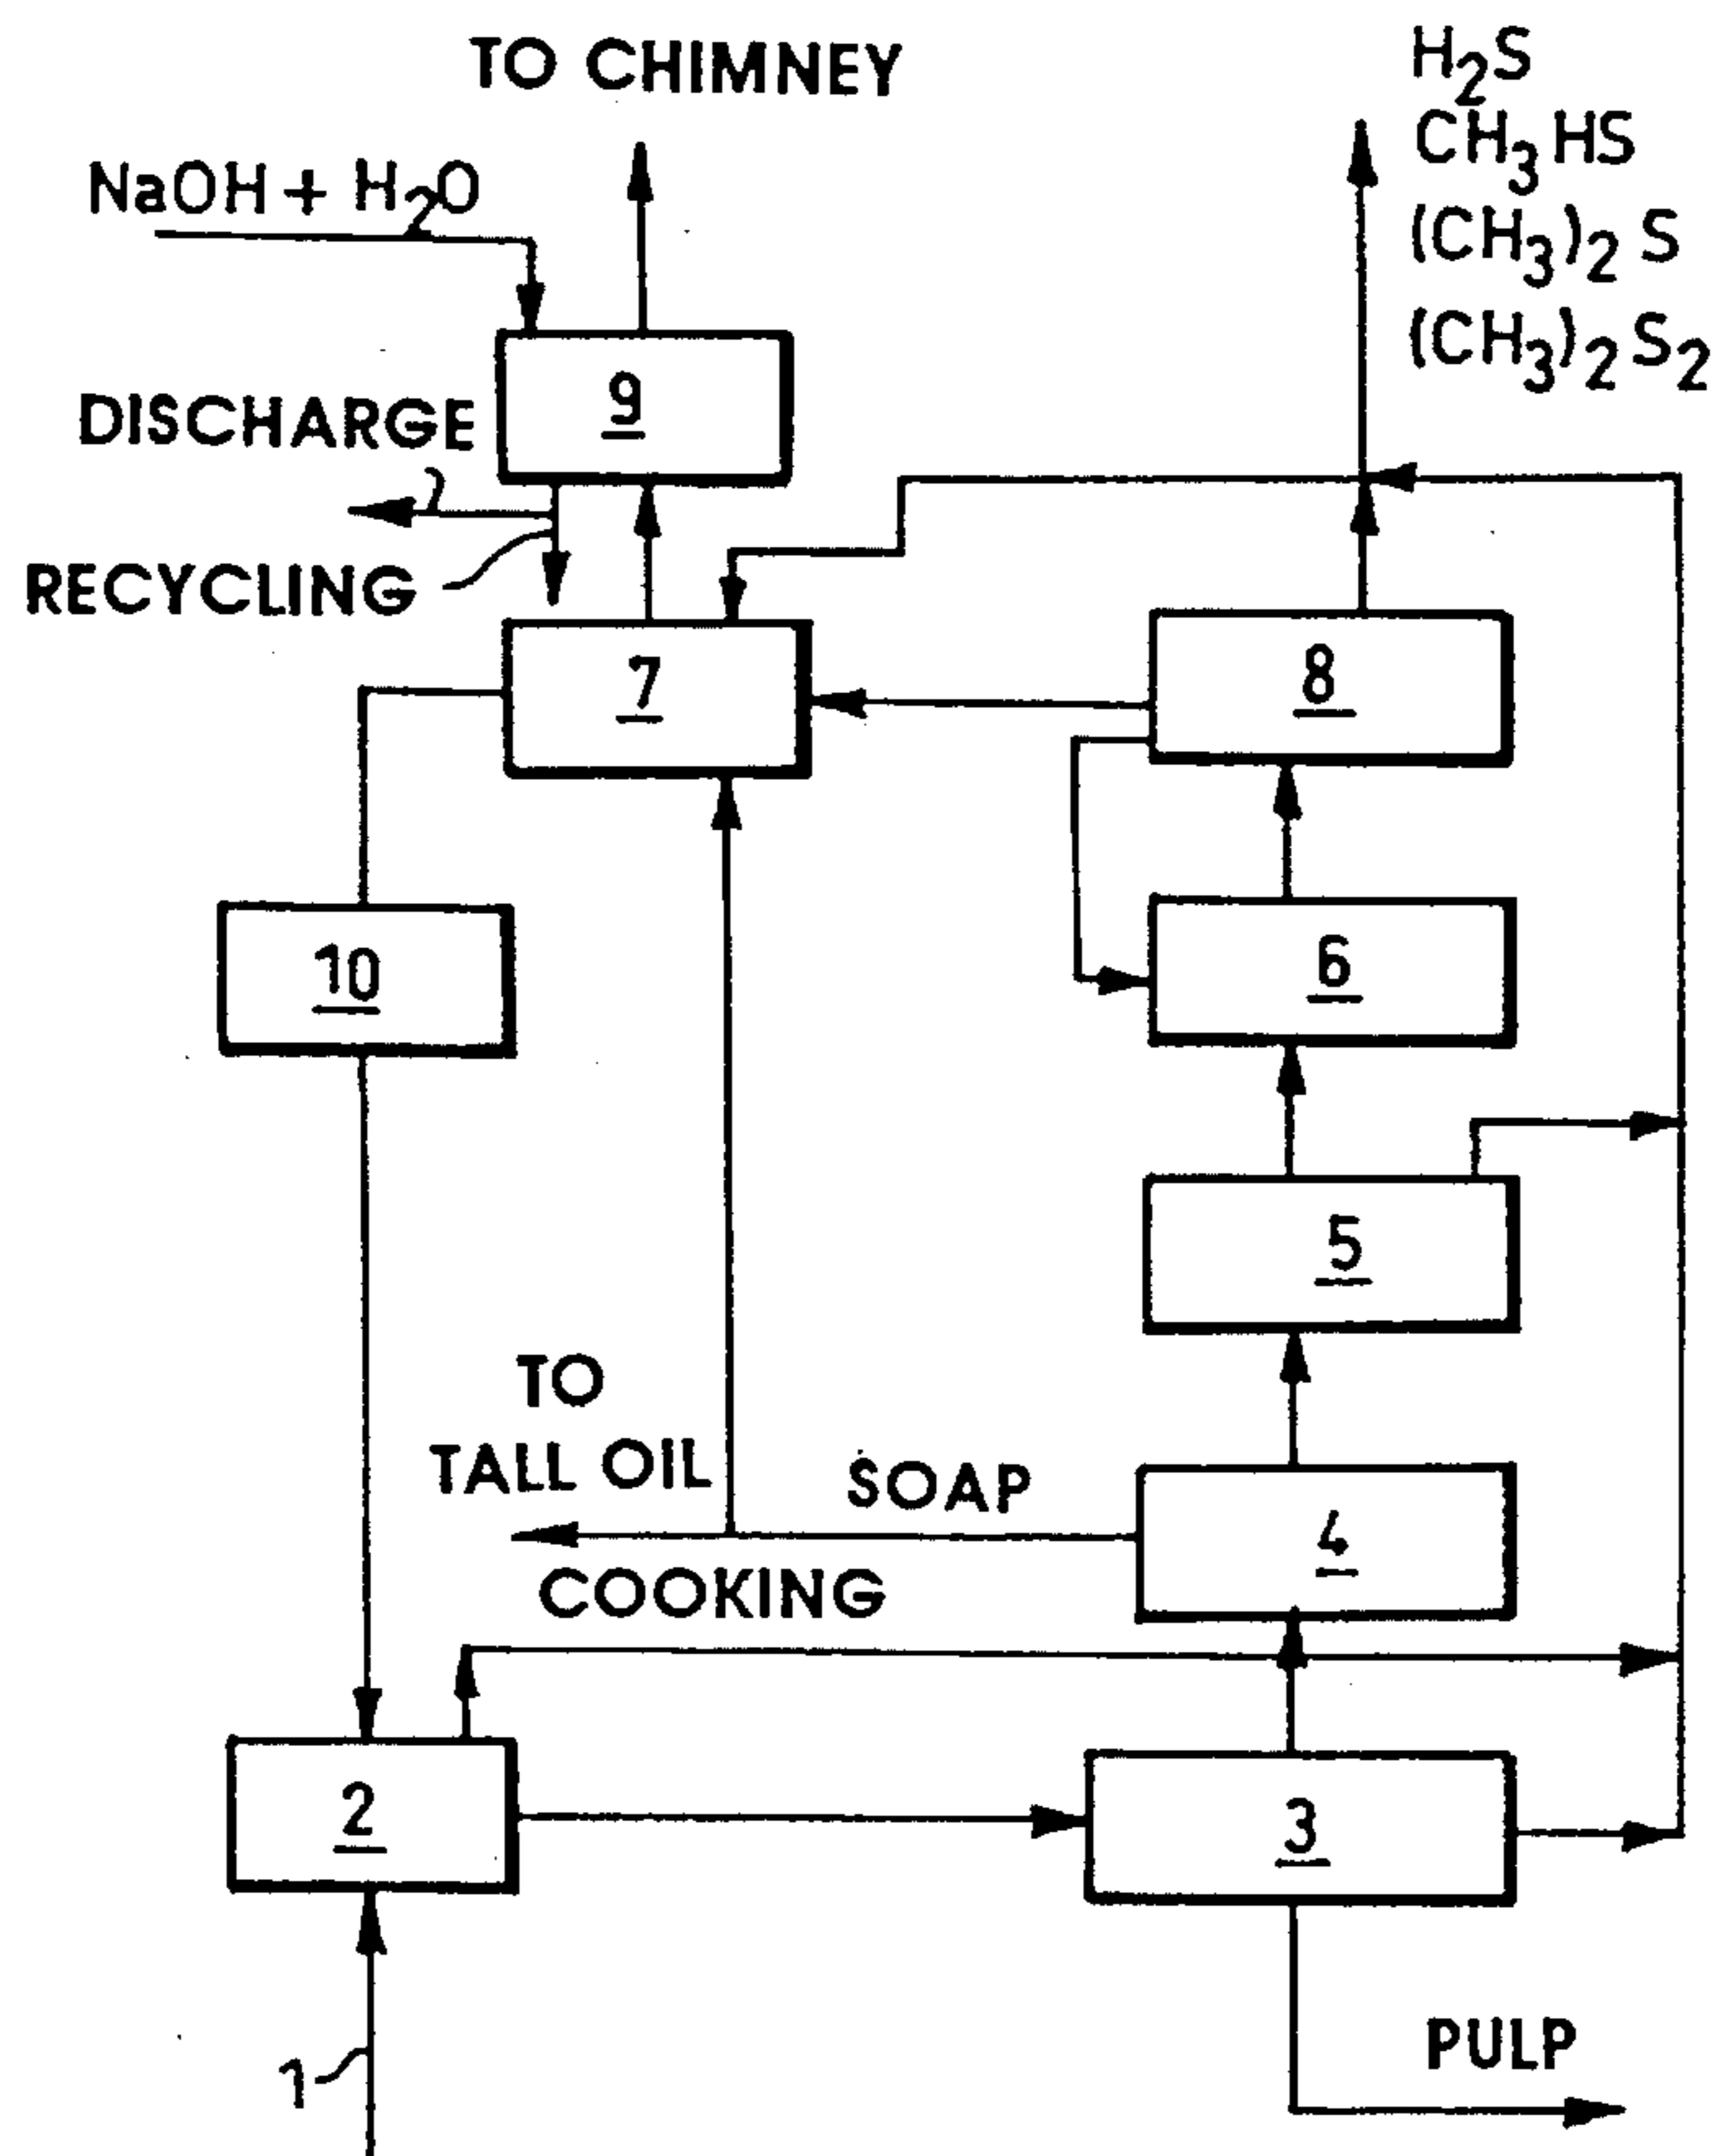 TO CHIMNEY
H₂S
CH₃HS
(CH₃)₂S
(CH₃)₂S₂
NaOH + H₂O
9
DISCHARGE
RECYCLING
7
8
10
6
5
TO
TALL OIL
SOAP
4
COOKING
2
3
PULP
1